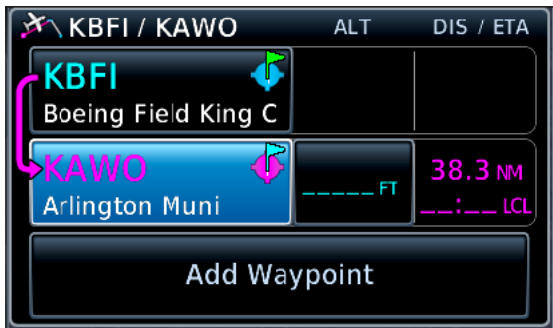 KBFI / KAWO ALT DIS / ETA
KBFI
Boeing Field King C
KAWO
Arlington Muni
_____ FT
38.3 NM
__:__ LCL
Add Waypoint